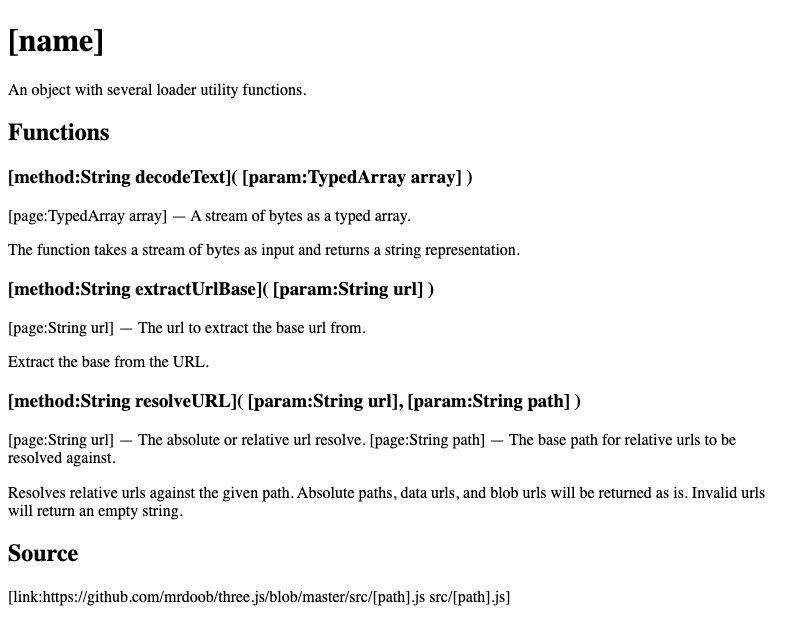 [name]
An object with several loader utility functions.
Functions
[method:String decodeText]( [param:TypedArray array] )
[page:TypedArray array] — A stream of bytes as a typed array.
The function takes a stream of bytes as input and returns a string representation.
[method:String extractUrlBase]( [param:String url] )
[page:String url] — The url to extract the base url from.
Extract the base from the URL.
[method:String resolveURL]( [param:String url], [param:String path] )
[page:String url] — The absolute or relative url resolve. [page:String path] — The base path for relative urls to be
resolved against.
Resolves relative urls against the given path. Absolute paths, data urls, and blob urls will be returned as is. Invalid urls
will return an empty string.
Source
[link:https://github.com/mrdoob/three.js/blob/master/src/[path].js src/[path].js]